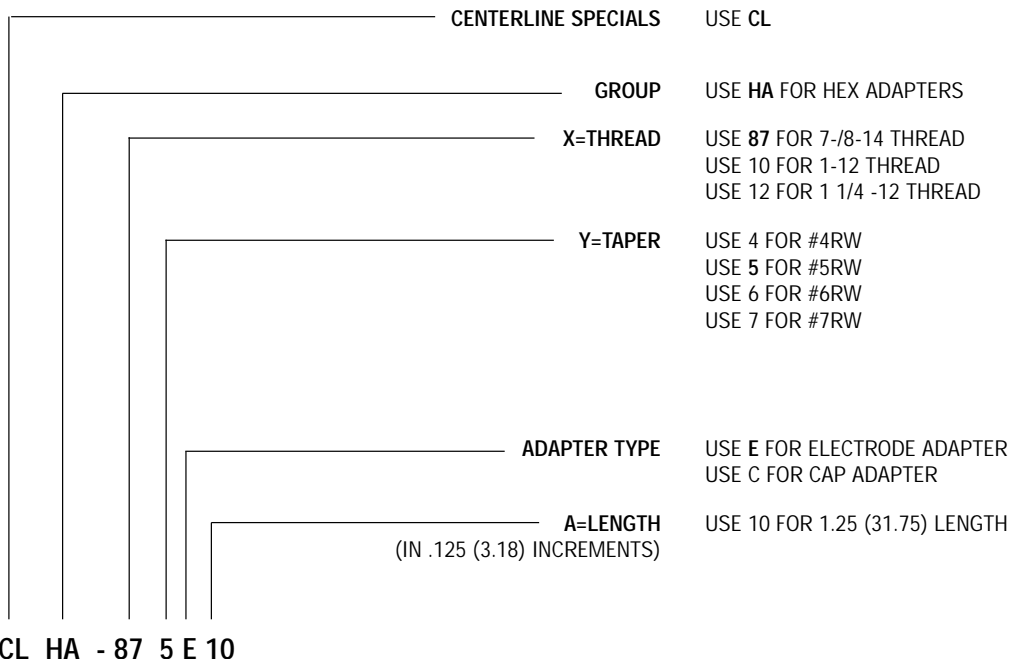 CENTERLINE SPECIALS USE CL
GROUP USE HA FOR HEX ADAPTERS
X=THREAD USE 87 FOR 7-/8-14 THREAD
USE 10 FOR 1-12 THREAD
USE 12 FOR 1 1/4 -12 THREAD
Y=TAPER USE 4 FOR #4RW
USE 5 FOR #5RW
USE 6 FOR #6RW
USE 7 FOR #7RW
ADAPTER TYPE USE E FOR ELECTRODE ADAPTER
USE C FOR CAP ADAPTER
A=LENGTH USE 10 FOR 1.25 (31.75) LENGTH
(IN .125 (3.18) INCREMENTS)
CL HA - 87 5 E 10